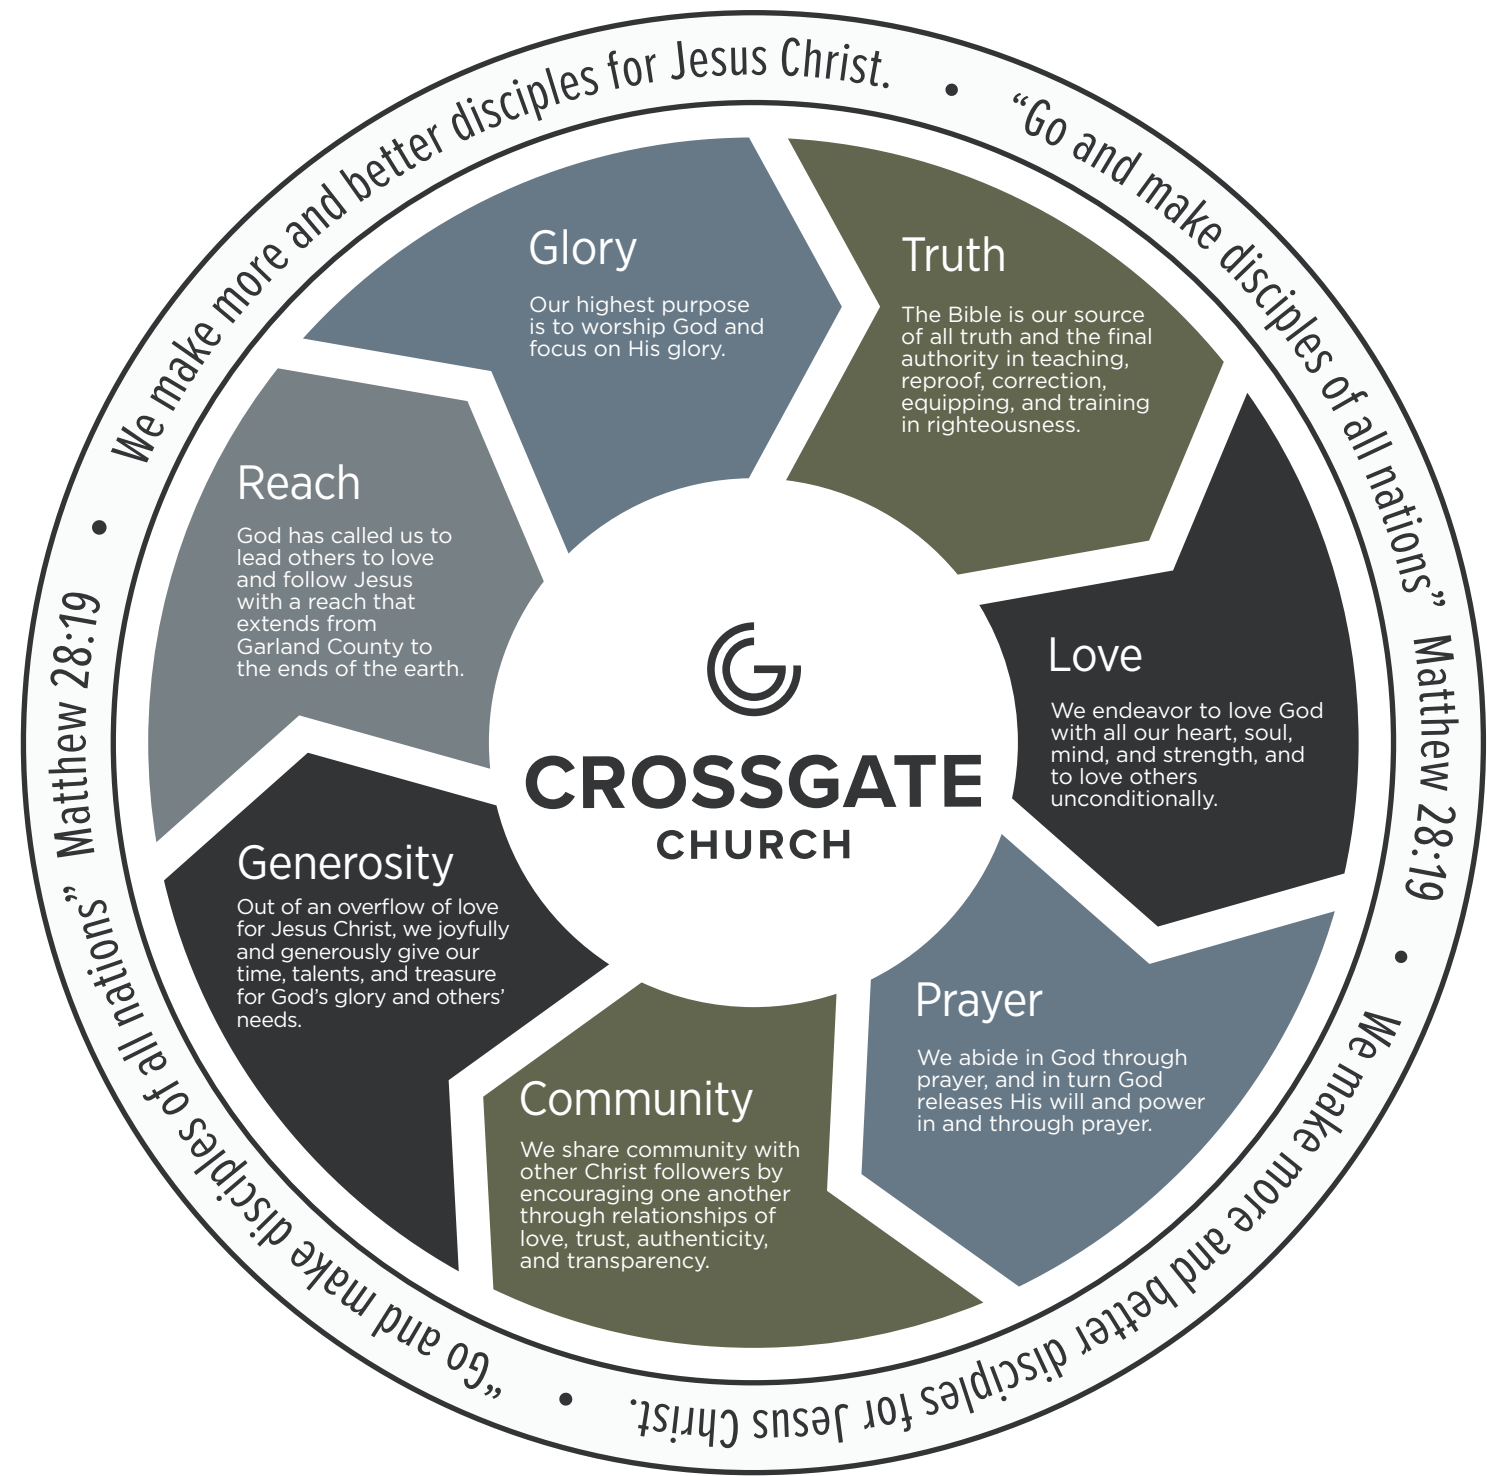 We make more and better disciples for Jesus Christ.
•
“Go and make disciples of all nations” Matthew 28:19
•
We make more and better disciples for Jesus Christ.
•
“Go and make disciples of all nations” Matthew 28:19
•
Glory
Our highest purpose
is to worship God and
focus on His glory.
Truth
The Bible is our source
of all truth and the final
authority in teaching,
reproof, correction,
equipping, and training
in righteousness.
Love
We endeavor to love God
with all our heart, soul,
mind, and strength, and
to love others
unconditionally.
Prayer
We abide in God through
prayer, and in turn God
releases His will and power
in and through prayer.
Community
We share community with
other Christ followers by
encouraging one another
through relationships of
love, trust, authenticity,
and transparency.
Generosity
Out of an overflow of love
for Jesus Christ, we joyfully
and generously give our
time, talents, and treasure
for God’s glory and others’
needs.
Reach
God has called us to
lead others to love
and follow Jesus
with a reach that
extends from
Garland County to
the ends of the earth.
CROSSGATE
CHURCH